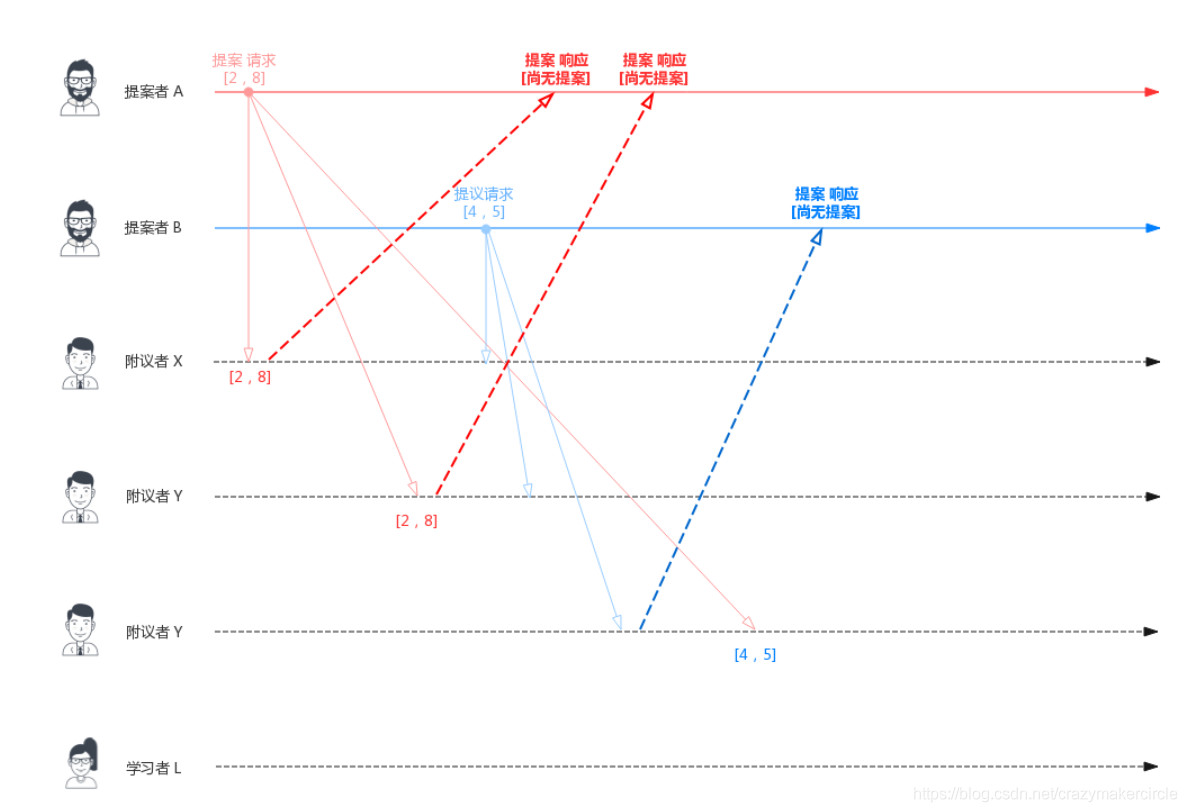 提案 请求
[2 , 8]
提案 响应
[尚无提案]
提案 响应
[尚无提案]
提案者 A
提议请求
[4 , 5]
提案 响应
[尚无提案]
提案者 B
附议者 X
[2 , 8]
附议者 Y
[2 , 8]
附议者 Y
[4 , 5]
学习者 L
https://blog.csdn.net/crazymakercircle